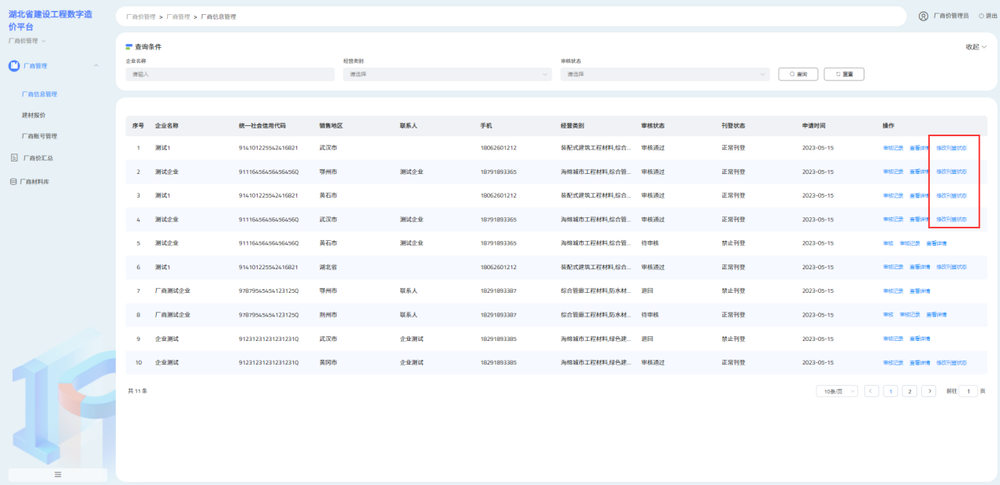 湖北省建设工程数字造
价平台
厂商价管理
厂商管理
厂商信息管理
建材报价
厂商账号管理
厂商价汇总
厂商材料库
厂商价管理 > 厂商管理 > 厂商信息管理
厂商价管理员 退出
查询条件 收起
企业名称 经营类别 审核状态
请输入 请选择 请选择 查询 重置
序号 企业名称 统一社会信用代码 销售地区 联系人 手机 经营类别 审核状态 刊登状态 申请时间 操作
1 测试1 914101225542416821 武汉市 18062601212 装配式建筑工程材料,综合... 审核通过 正常刊登 2023-05-15 审核记录 查看详情 修改刊登状态
2 测试企业 91116456456456456Q 鄂州市 测试企业 18791893365 海绵城市工程材料,综合管... 审核通过 正常刊登 2023-05-15 审核记录 查看详情 修改刊登状态
3 测试1 914101225542416821 黄石市 18062601212 装配式建筑工程材料,综合... 审核通过 正常刊登 2023-05-15 审核记录 查看详情 修改刊登状态
4 测试企业 91116456456456456Q 武汉市 测试企业 18791893365 海绵城市工程材料,综合管... 审核通过 正常刊登 2023-05-15 审核记录 查看详情 修改刊登状态
5 测试企业 91116456456456456Q 黄石市 测试企业 18791893365 海绵城市工程材料,综合管... 待审核 禁止刊登 2023-05-15 审核 审核记录 查看详情
6 测试1 914101225542416821 湖北省 18062601212 装配式建筑工程材料,综合... 审核通过 正常刊登 2023-05-15 审核记录 查看详情 修改刊登状态
7 厂商测试企业 97879545454123125Q 鄂州市 联系人 18291893387 综合管廊工程材料,防水材... 退回 禁止刊登 2023-05-15 审核记录 查看详情
8 厂商测试企业 97879545454123125Q 荆州市 联系人 18291893387 综合管廊工程材料,防水材... 待审核 正常刊登 2023-05-15 审核 审核记录 查看详情
9 企业测试 91231231231231231Q 武汉市 企业测试 18291893385 海绵城市工程材料,绿色建... 退回 禁止刊登 2023-05-15 审核记录 查看详情
10 企业测试 91231231231231231Q 黄冈市 企业测试 18291893385 海绵城市工程材料,绿色建... 审核通过 正常刊登 2023-05-15 审核记录 查看详情 修改刊登状态
共 11 条 10条/页 1 2 前往 1 页